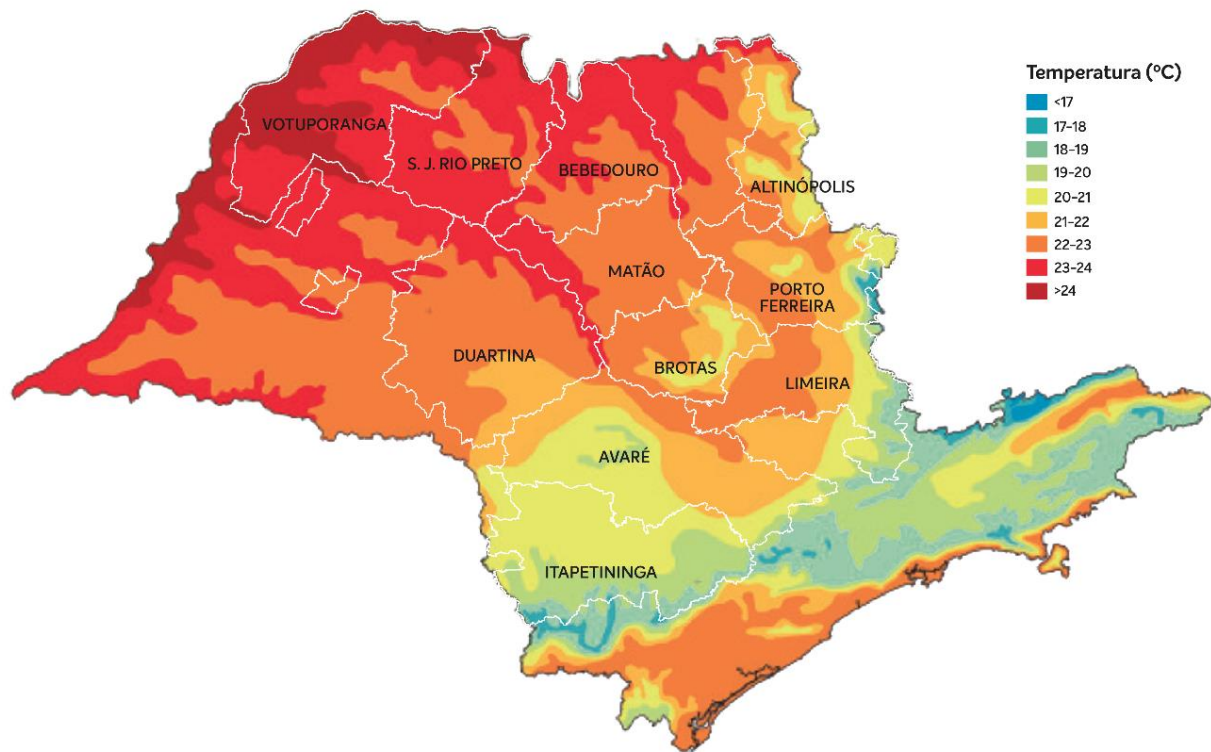 Temperatura (ºC)
<17
17-18
18-19
19-20
20-21
21-22
22-23
23-24
>24
VOTUPORANGA
S. J. RIO PRETO
BEBEDOURO
ALTINÓPOLIS
MATÃO
PORTO
FERREIRA
DUARTINA
BROTAS
LIMEIRA
AVARÉ
ITAPETININGA